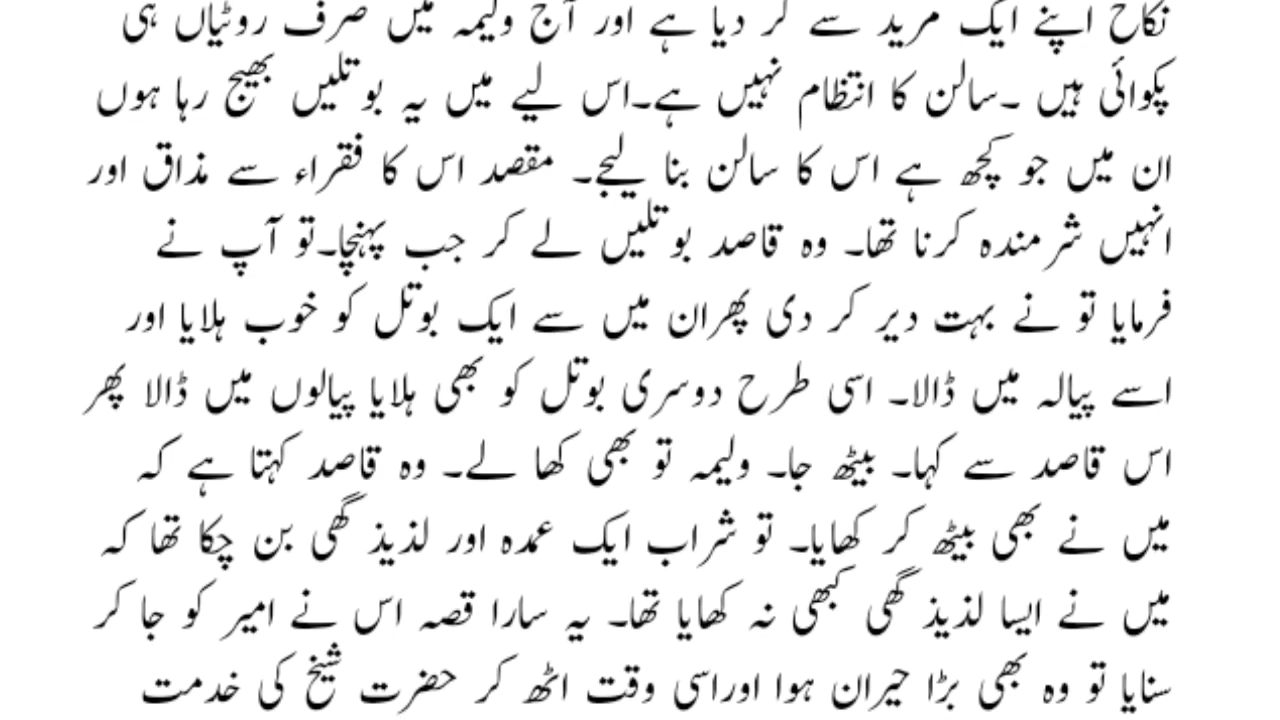 نکاح اپنے ایک مرید سے کر دیا ہے اور آج ولیمہ میں صرف روٹیاں ہی
پکوائی ہیں ۔سالن کا انتظام نہیں ہے۔اس لیے میں یہ بوتلیں بھیج رہا ہوں
ان میں جو کچھ ہے اس کا سالن بنا لیجے۔ مقصد اس کا فقراء سے مذاق اور
انہیں شرمندہ کرنا تھا۔ وہ قاصد بوتلیں لے کر جب پہنچا۔تو آپ نے
فرمایا تو نے بہت دیر کر دی پھران میں سے ایک بوتل کو خوب ہلایا اور
اسے پیالہ میں ڈالا۔ اسی طرح دوسری بوتل کو بھی ہلایا پیالوں میں ڈالا پھر
اس قاصد سے کہا۔ بیٹھ جا۔ ولیمہ تو بھی کھا لے۔ وہ قاصد کہتا ہے کہ
میں نے بھی بیٹھ کر کھایا۔ تو شراب ایک عمدہ اور لذیذ گھی بن چکا تھا کہ
میں نے ایسا لذیذ گھی کبھی نہ کھایا تھا۔ یہ سارا قصہ اس نے امیر کو جا کر
سنایا تو وہ بھی بڑا حیران ہوا اوراسی وقت اٹھ کر حضرت شیخ کی خدمت